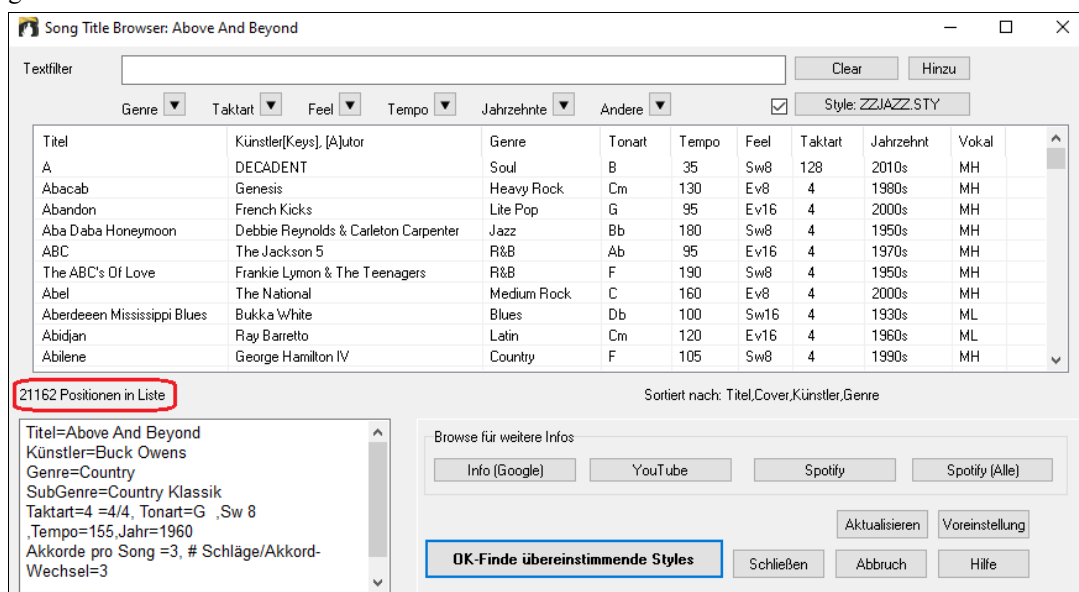 Song Title Browser: Above And Beyond
Textfilter Clear Hinzu
Genre Taktart Feel Tempo Jahrzehnte Andere Style: ZZJAZZ.STY
Titel Künstler[Keys], [A]utor Genre Tonart Tempo Feel Taktart Jahrzehnt Vokal
A DECADENT Soul B 35 Sw8 128 2010s MH
Abacab Genesis Heavy Rock Cm 130 Ev8 4 1980s MH
Abandon French Kicks Lite Pop G 95 Ev16 4 2000s MH
Aba Daba Honeymoon Debbie Reynolds & Carleton Carpenter Jazz Bb 180 Sw8 4 1950s MH
ABC The Jackson 5 R&B Ab 95 Ev16 4 1970s MH
The ABC's Of Love Frankie Lymon & The Teenagers R&B F 190 Sw8 4 1950s MH
Abel The National Medium Rock C 160 Ev8 4 2000s MH
Aberdeeen Mississippi Blues Bukka White Blues Db 100 Sw16 4 1930s ML
Abidjan Ray Barretto Latin Cm 120 Ev16 4 1960s ML
Abilene George Hamilton IV Country F 105 Sw8 4 1990s MH
21162 Positionen in Liste Sortiert nach: Titel,Cover,Künstler,Genre
Titel=Above And Beyond
Künstler=Buck Owens
Genre=Country
SubGenre=Country Klassik
Taktart=4 =4/4, Tonart=G ,Sw 8
,Tempo=155,Jahr=1960
Akkorde pro Song =3, # Schläge/Akkord-
Wechsel=3
Browse für weitere Infos
Info (Google) YouTube Spotify Spotify (Alle)
Aktualisieren Voreinstellung
OK-Finde übereinstimmende Styles Schließen Abbruch Hilfe